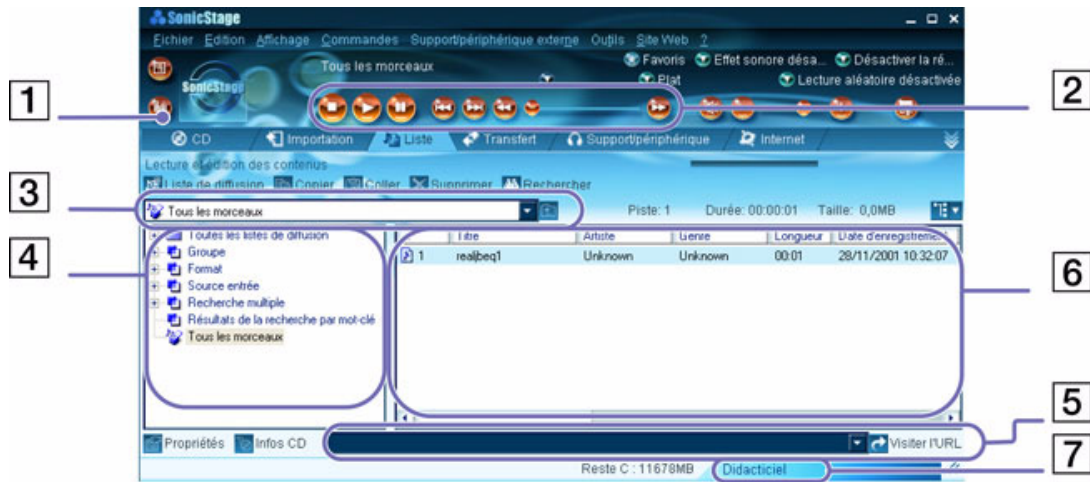 SonicStage
Fichier Edition Affichage Commandes Support/périphérique externe Outils Site Web ?
Tous les morceaux
Favoris Effet sonore désa... Désactiver la ré...
Plat Lecture aléatoire désactivée
SonicStage
1
2
CD Importation Liste Transfert Support/périphérique Internet
Lecture et édition des contenus
Liste de diffusion Copier Coller Supprimer Rechercher
3
Tous les morceaux
Piste: 1 Durée: 00:00:01 Taille: 0,0MB
4
Toutes les listes de diffusion
Groupe
Format
Source entrée
Recherche multiple
Résultats de la recherche par mot-clé
Tous les morceaux
Titre Artiste Genre Longueur Date d'enregistrement
1 realjbeq1 Unknown Unknown 00:01 28/11/2001 10:32:07
6
5
Propriétés Infos CD Visiter l'URL
7
Reste C : 11678MB Didacticiel